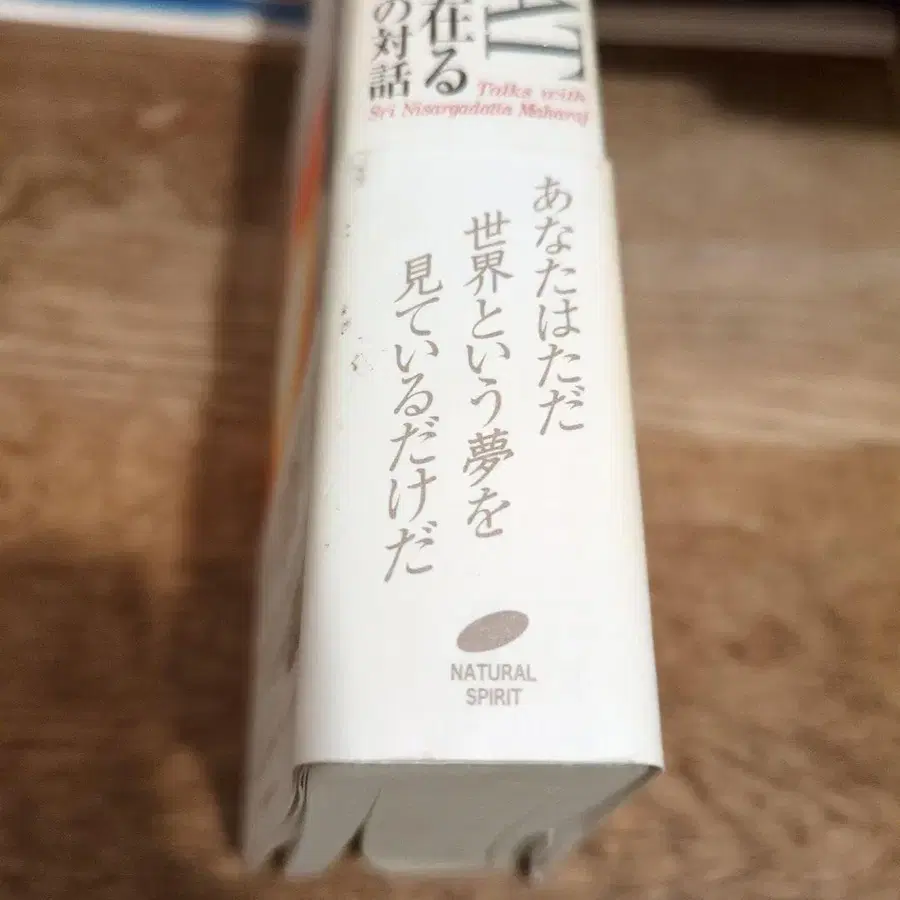 AT
在る
の対話
Talks with
Sri Nisargadatta Maharaj
あなたはただ
世界という夢を
見ているだけだ
NATURAL
SPIRIT